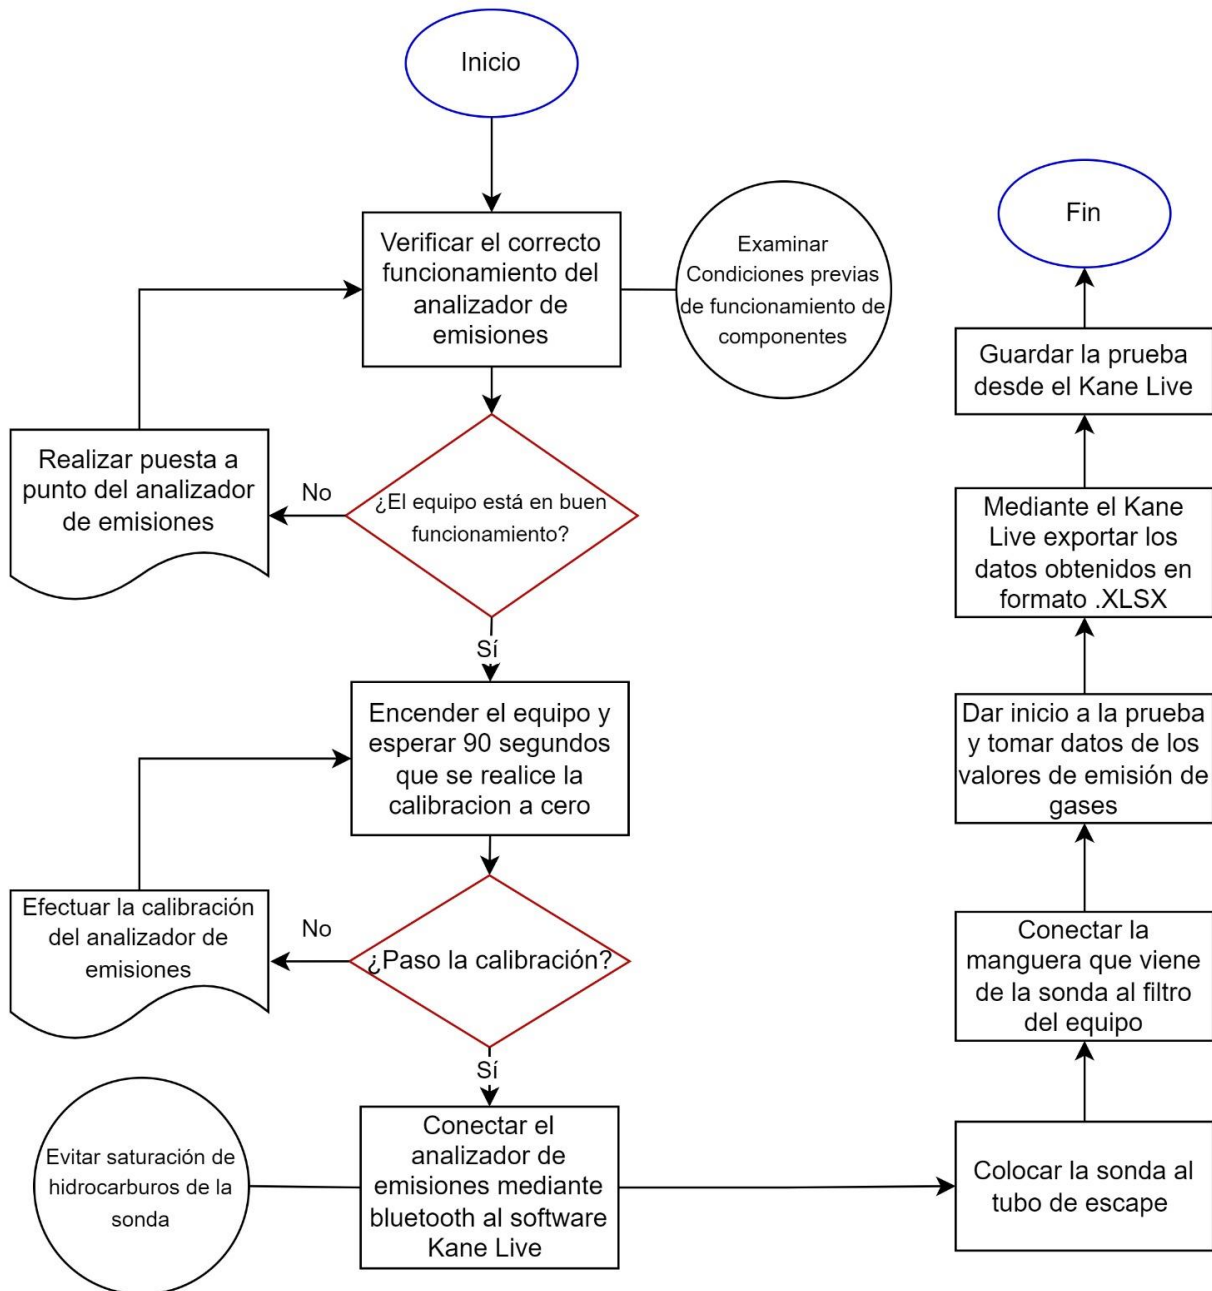 Inicio
Verificar el correcto
funcionamiento del
analizador de
emisiones
Examinar
Condiciones previas
de funcionamiento de
componentes
Realizar puesta a
punto del analizador
de emisiones
No
¿El equipo está en buen
funcionamiento?
Sí
Encender el equipo y
esperar 90 segundos
que se realice la
calibracion a cero
Efectuar la calibración
del analizador de
emisiones
No
¿Paso la calibración?
Sí
Evitar saturación de
hidrocarburos de la
sonda
Conectar el
analizador de
emisiones mediante
bluetooth al software
Kane Live
Colocar la sonda al
tubo de escape
Conectar la
manguera que viene
de la sonda al filtro
del equipo
Dar inicio a la prueba
y tomar datos de los
valores de emisión de
gases
Mediante el Kane
Live exportar los
datos obtenidos en
formato .XLSX
Guardar la prueba
desde el Kane Live
Fin